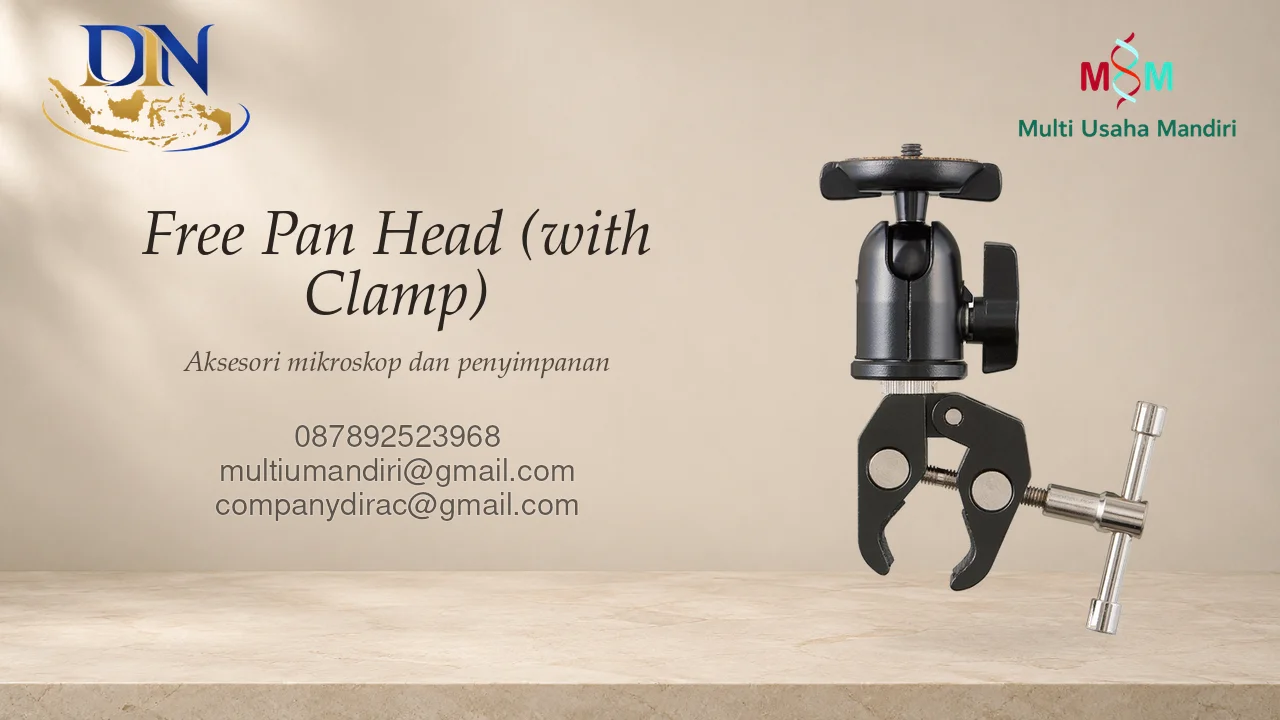 DN
M M
Multi Usaha Mandiri
Free Pan Head (with
Clamp)
Aksesori mikroskop dan penyimpanan
087892523968
multiumandiri@gmail.com
companydirac@gmail.com